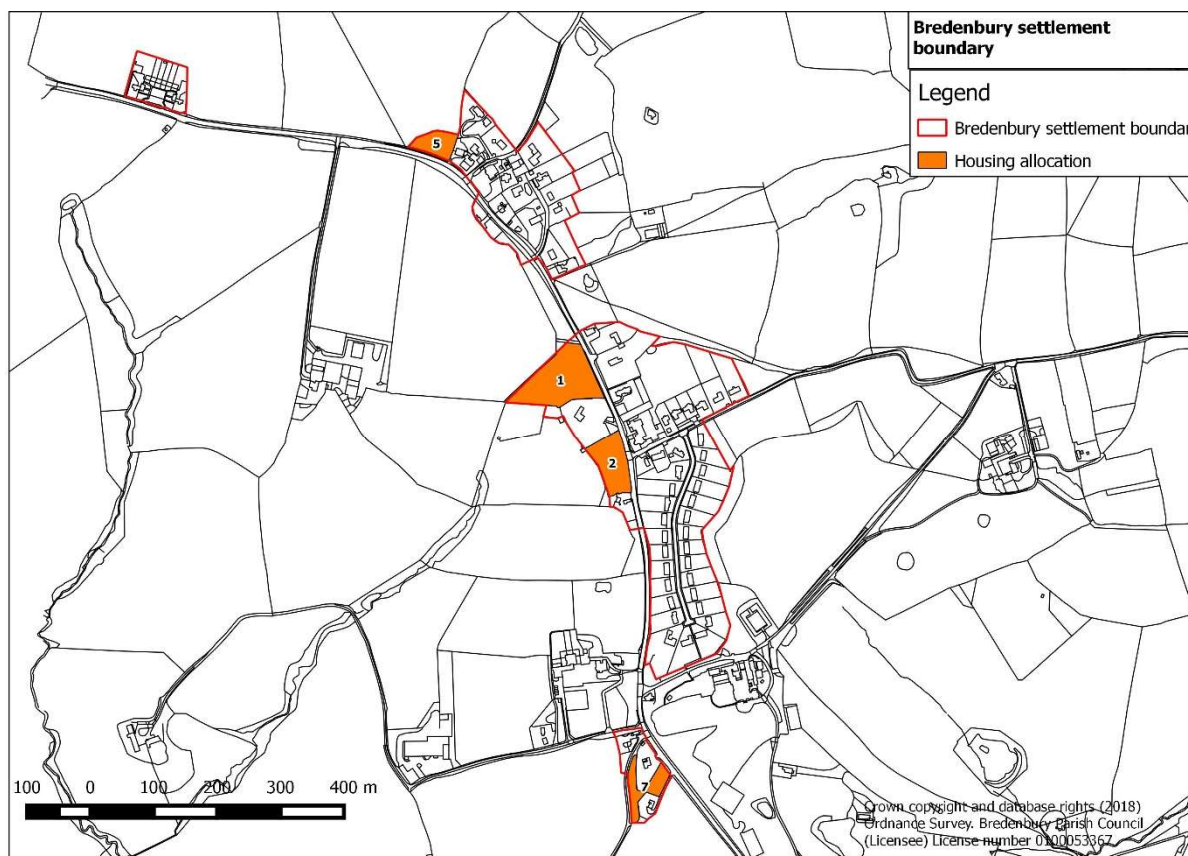 Bredenbury settlement
boundary
Legend
Bredenbury settlement boundar
Housing allocation
5
1
2
7
100 0 100 200 300 400 m
Crown copyright and database rights (2018)
Ordnance Survey. Bredenbury Parish Council
(Licensee) License number 0100053367